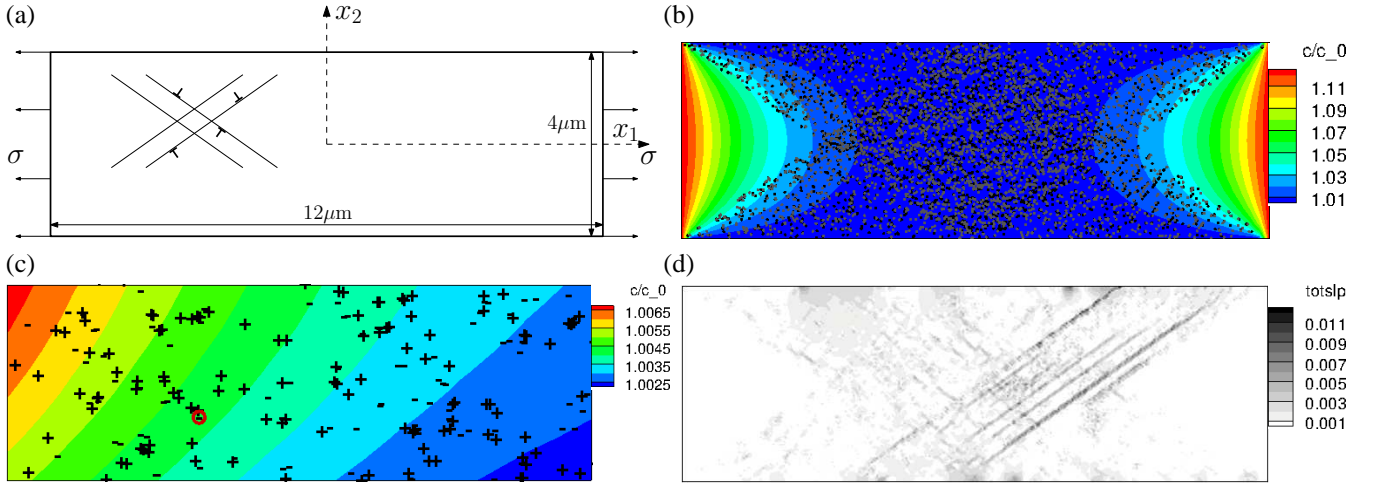 (a)
x₂
x₁
σ
σ
4μm
12μm
(b)
c/c_0
1.11
1.09
1.07
1.05
1.03
1.01
(c)
c/c_0
1.0065
1.0055
1.0045
1.0035
1.0025
(d)
totslp
0.011
0.009
0.007
0.005
0.003
0.001